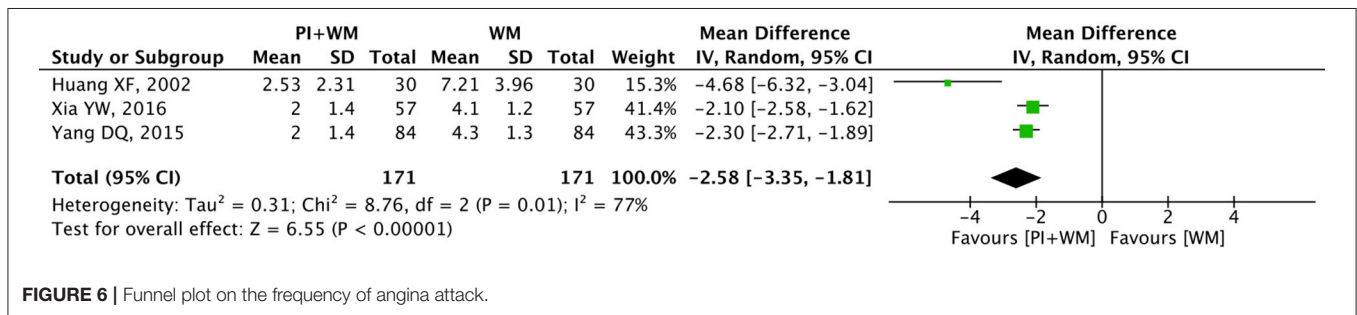 PI+WM WM Mean Difference Mean Difference
Study or Subgroup Mean SD Total Mean SD Total Weight IV, Random, 95% CI IV, Random, 95% CI
Huang XF, 2002 2.53 2.31 30 7.21 3.96 30 15.3% −4.68 [−6.32, −3.04]
Xia YW, 2016 2 1.4 57 4.1 1.2 57 41.4% −2.10 [−2.58, −1.62]
Yang DQ, 2015 2 1.4 84 4.3 1.3 84 43.3% −2.30 [−2.71, −1.89]
Total (95% CI) 171 171 100.0% −2.58 [−3.35, −1.81]
Heterogeneity: Tau² = 0.31; Chi² = 8.76, df = 2 (P = 0.01); I² = 77%
Test for overall effect: Z = 6.55 (P < 0.00001)
−4 −2 0 2 4
Favours [PI+WM] Favours [WM]
FIGURE 6 | Funnel plot on the frequency of angina attack.